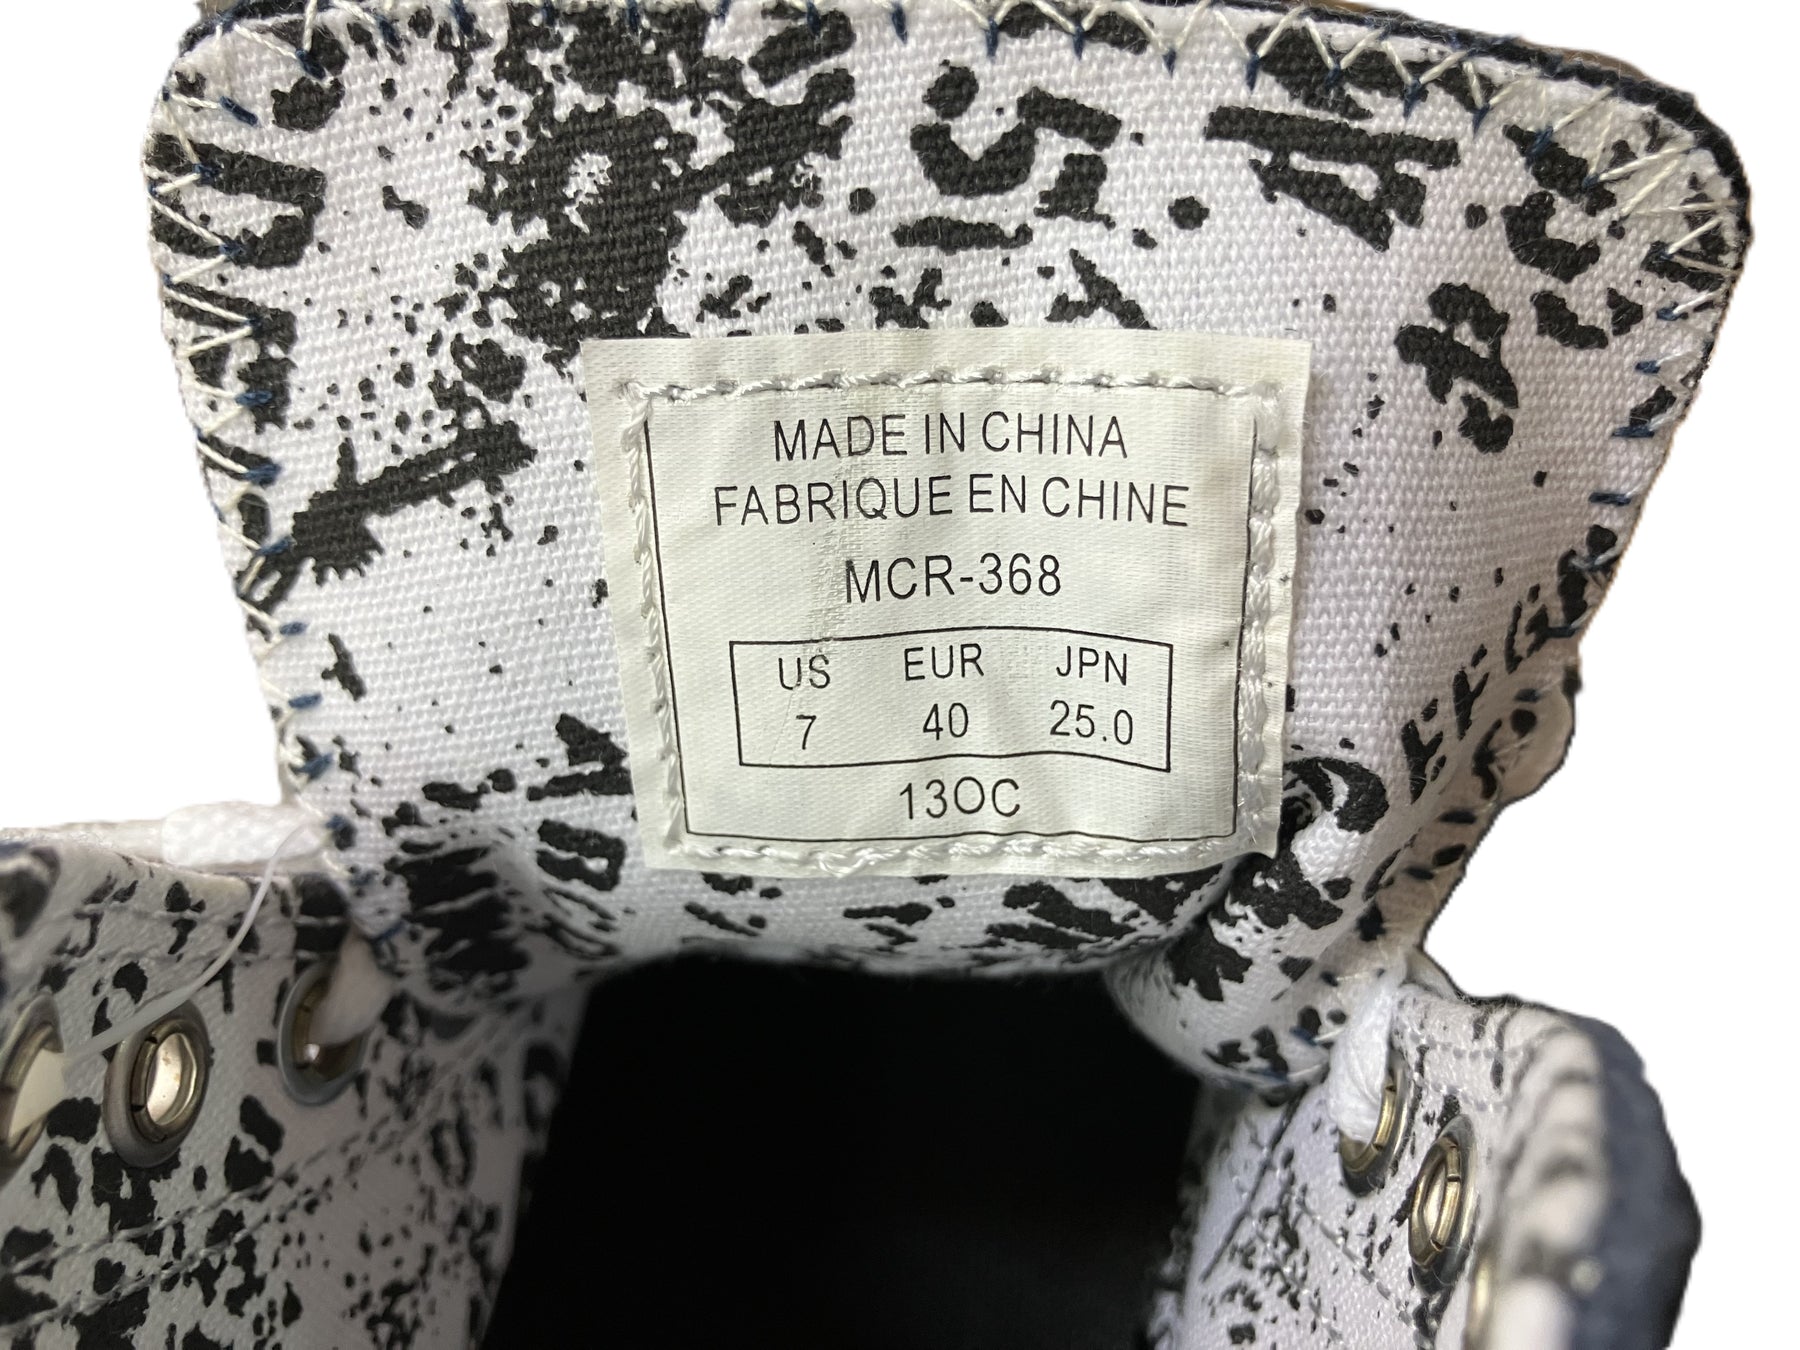 MADE IN CHINA
FABRIQUE EN CHINE
MCR-368
US EUR JPN
7 40 25.0
13OC